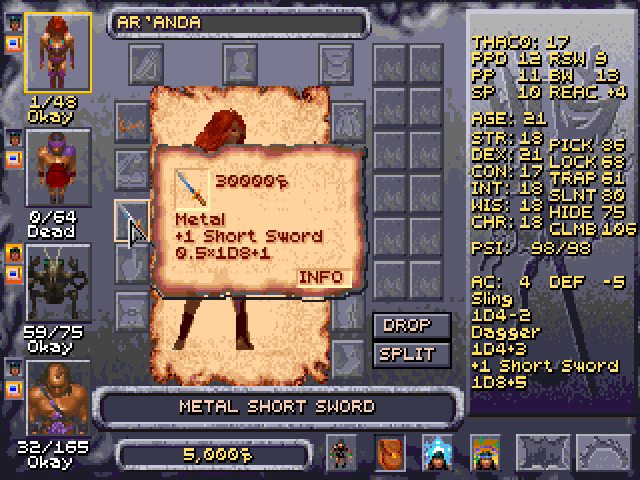 AR'ANDA
1/48
Okay
0/64
Dead
59/75
Okay
32/165
Okay
30000
Metal
+1 Short Sword
0.5×1D8+1
INFO
DROP
SPLIT
METAL SHORT SWORD
5,000
THAC0: 17
PPD 12 RSW 9
PP 11 BW 13
SP 10 REAC +4
AGE: 21
STR: 18
DEX: 21
CON: 17
INT: 18
WIS: 18
CHR: 18
PICK 86
LOCK 68
TRAP 61
SLNT 80
HIDE 75
CLMB 106
PSI: 98/98
AC: 4 DEF -5
Sling
1D4-2
Dagger
1D4+3
+1 Short Sword
1D8+5